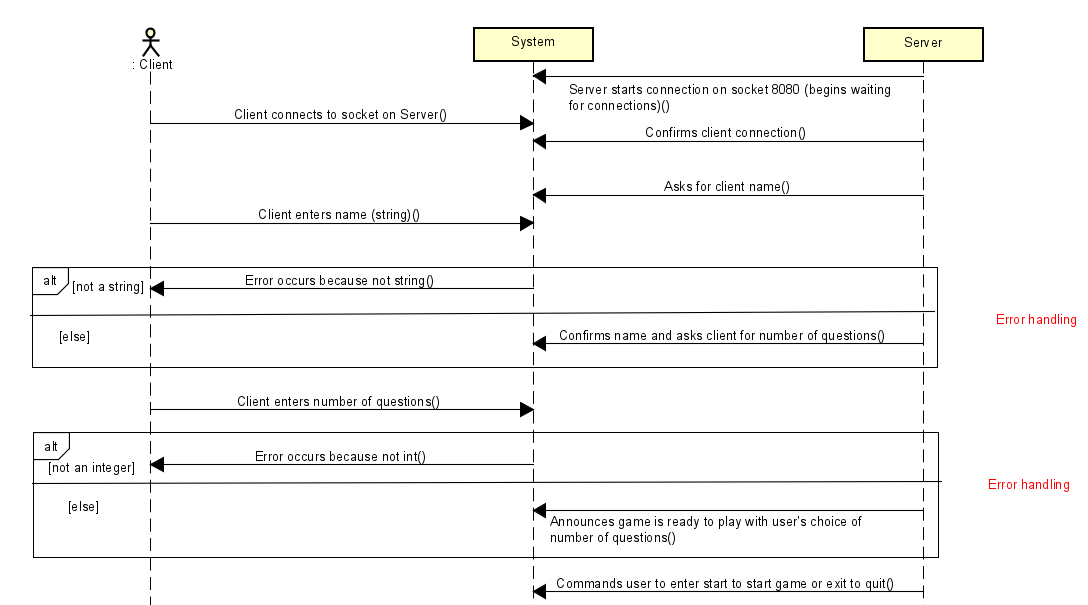 System
Server
: Client
Server starts connection on socket 8080 (begins waiting
for connections)()
Client connects to socket on Server()
Confirms client connection()
Asks for client name()
Client enters name (string)()
alt
[not a string]
Error occurs because not string()
Error handling
[else]
Confirms name and asks client for number of questions()
Client enters number of questions()
alt
[not an integer]
Error occurs because not int()
Error handling
[else]
Announces game is ready to play with user's choice of
number of questions()
Commands user to enter start to start game or exit to quit()